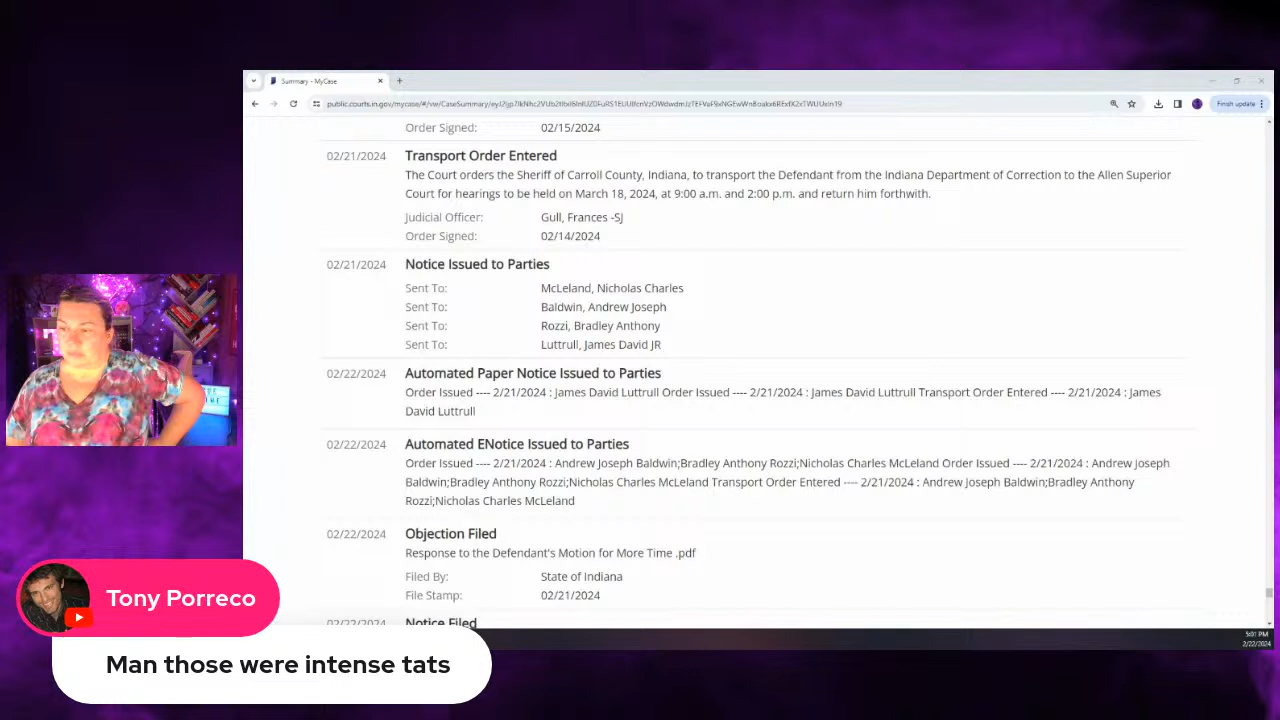 Summary - MyCase
Finish update
Order Signed: 02/15/2024
02/21/2024 Transport Order Entered
The Court orders the Sheriff of Carroll County, Indiana, to transport the Defendant from the Indiana Department of Correction to the Allen Superior
Court for hearings to be held on March 18, 2024, at 9:00 a.m. and 2:00 p.m. and return him forthwith.
Judicial Officer: Gull, Frances -SJ
Order Signed: 02/14/2024
02/21/2024 Notice Issued to Parties
Sent To: McLeland, Nicholas Charles
Sent To: Baldwin, Andrew Joseph
Sent To: Rozzi, Bradley Anthony
Sent To: Luttrull, James David JR
02/22/2024 Automated Paper Notice Issued to Parties
Order Issued ---- 2/21/2024 : James David Luttrull Order Issued ---- 2/21/2024 : James David Luttrull Transport Order Entered ---- 2/21/2024 : James
David Luttrull
02/22/2024 Automated ENotice Issued to Parties
Order Issued ---- 2/21/2024 : Andrew Joseph Baldwin;Bradley Anthony Rozzi;Nicholas Charles McLeland Order Issued ---- 2/21/2024 : Andrew Joseph
Baldwin;Bradley Anthony Rozzi;Nicholas Charles McLeland Transport Order Entered ---- 2/21/2024 : Andrew Joseph Baldwin;Bradley Anthony
Rozzi;Nicholas Charles McLeland
02/22/2024 Objection Filed
Response to the Defendant's Motion for More Time .pdf
Filed By: State of Indiana
File Stamp: 02/21/2024
02/22/2024 Notice Filed
5:01 PM
2/22/2024
Tony Porreco
Man those were intense tats